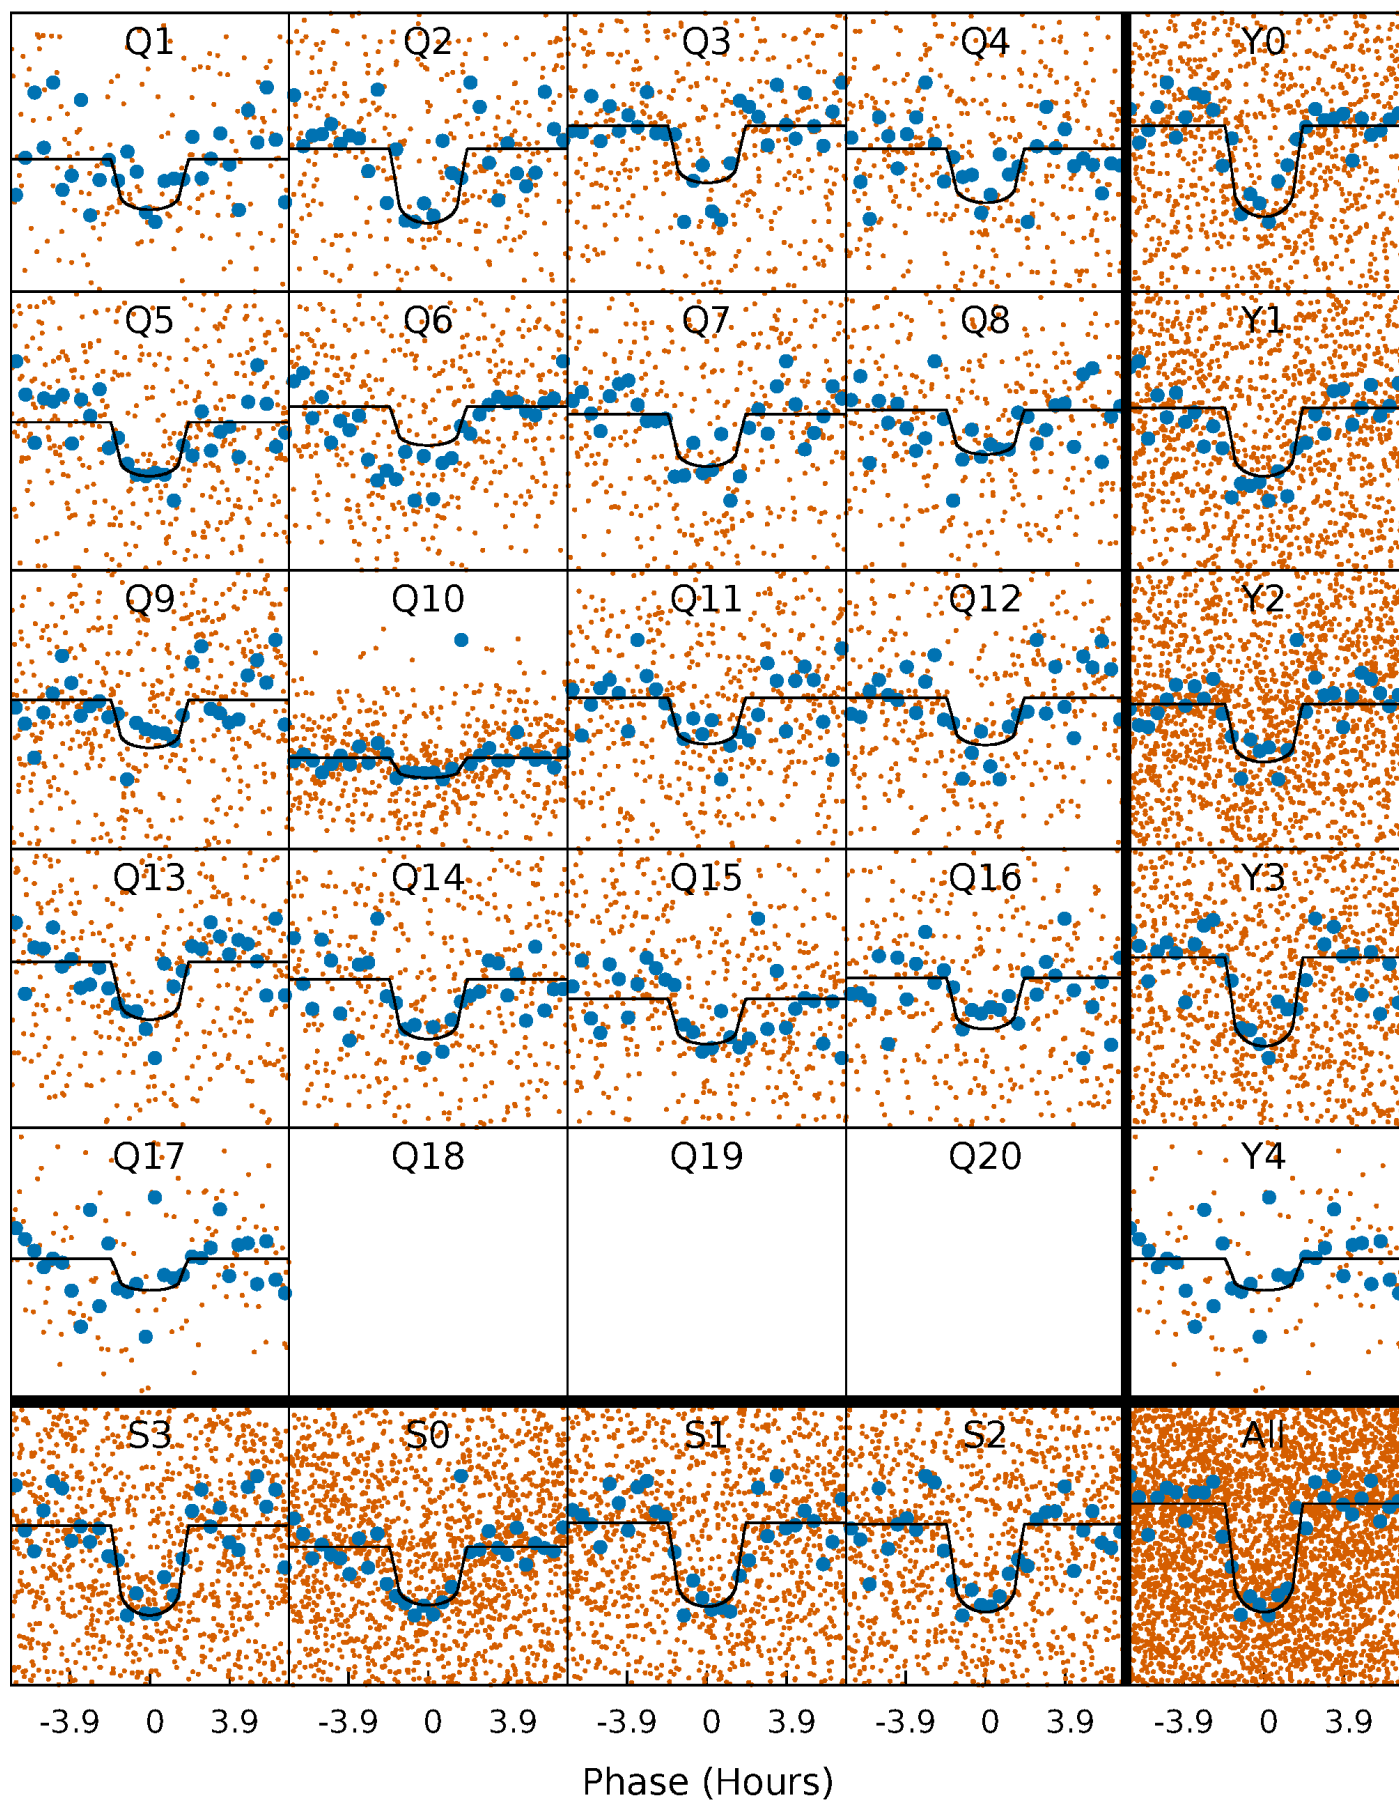 Q1 Q2 Q3 Q4 Y0
Q5 Q6 Q7 Q8 Y1
Q9 Q10 Q11 Q12 Y2
Q13 Q14 Q15 Q16 Y3
Q17 Q18 Q19 Q20 Y4
S3 S0 S1 S2 All
-3.9 0 3.9 -3.9 0 3.9 -3.9 0 3.9 -3.9 0 3.9 -3.9 0 3.9
Phase (Hours)